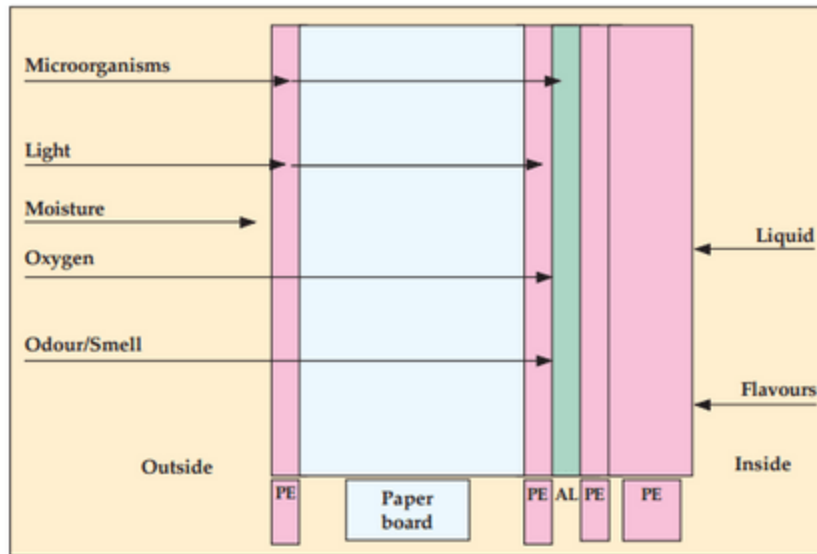 Microorganisms
Light
Moisture
Oxygen
Odour/Smell
Liquid
Flavours
Outside
Inside
PE
Paper
board
PE AL PE PE